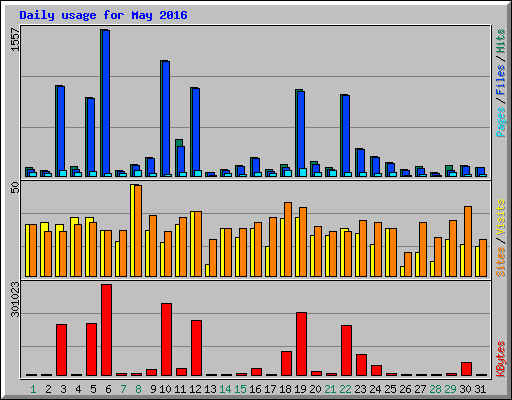 Daily usage for May 2016
1557
Pages / Files / Hits
50
Sites / Visits
301023
KBytes
1 2 3 4 5 6 7 8 9 10 11 12 13 14 15 16 17 18 19 20 21 22 23 24 25 26 27 28 29 30 31